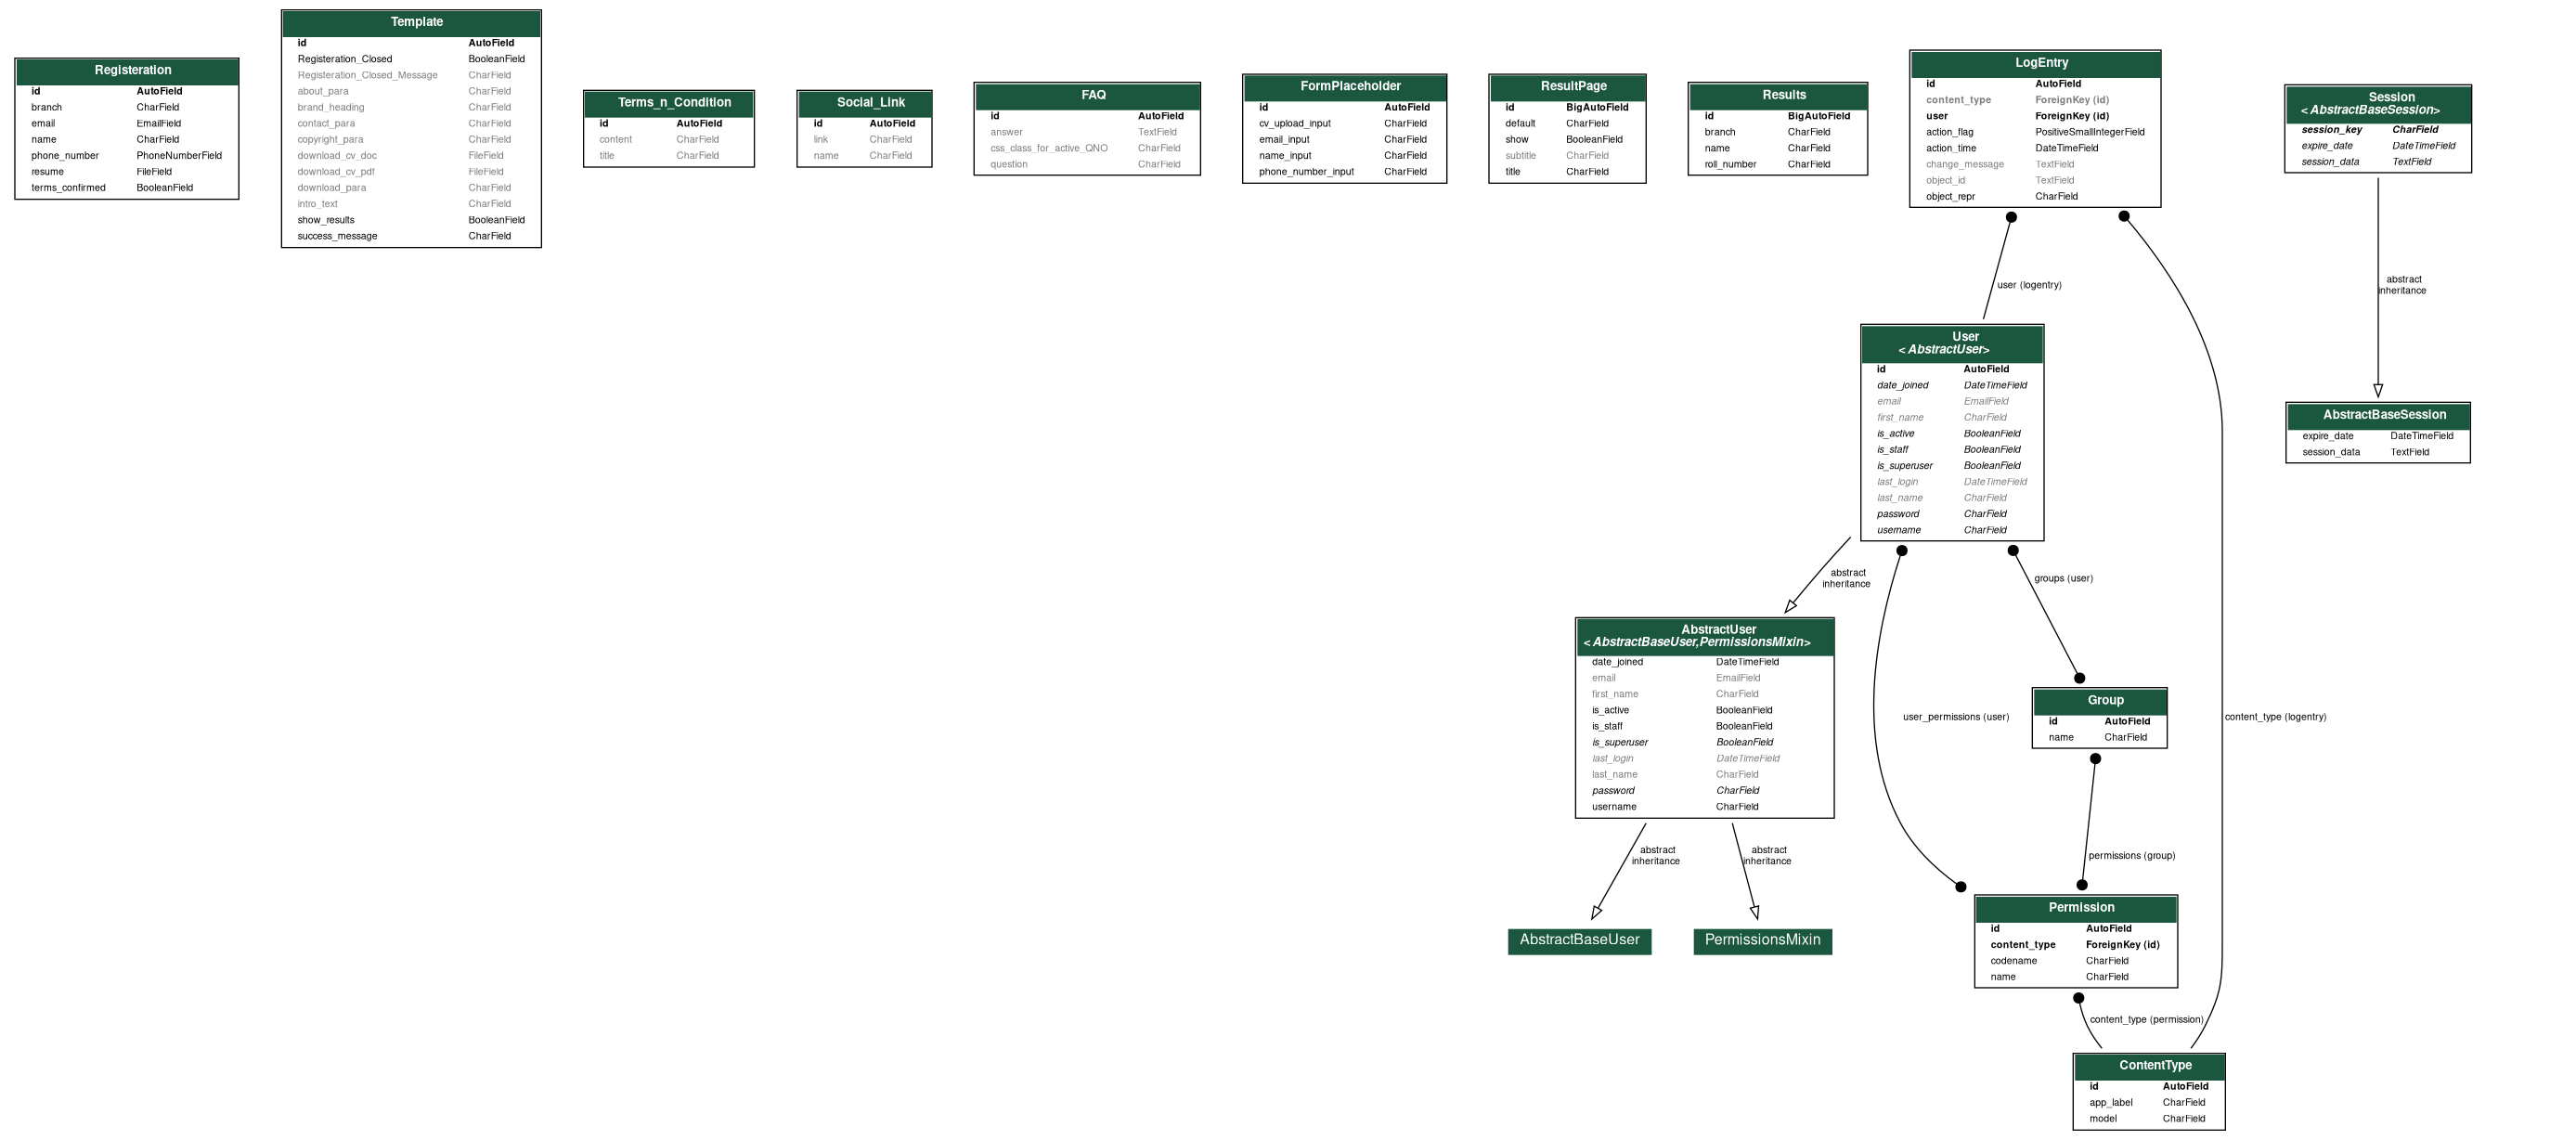 Registeration
id AutoField
branch CharField
email EmailField
name CharField
phone_number PhoneNumberField
resume FileField
terms_confirmed BooleanField
Template
id AutoField
Registeration_Closed BooleanField
Registeration_Closed_Message CharField
about_para CharField
brand_heading CharField
contact_para CharField
copyright_para CharField
download_cv_doc FileField
download_cv_pdf FileField
download_para CharField
intro_text CharField
show_results BooleanField
success_message CharField
Terms_n_Condition
id AutoField
content CharField
title CharField
Social_Link
id AutoField
link CharField
name CharField
FAQ
id AutoField
answer TextField
css_class_for_active_QNO CharField
question CharField
FormPlaceholder
id AutoField
cv_upload_input CharField
email_input CharField
name_input CharField
phone_number_input CharField
ResultPage
id BigAutoField
default CharField
show BooleanField
subtitle CharField
title CharField
Results
id BigAutoField
branch CharField
name CharField
roll_number CharField
LogEntry
id AutoField
content_type ForeignKey (id)
user ForeignKey (id)
action_flag PositiveSmallIntegerField
action_time DateTimeField
change_message TextField
object_id TextField
object_repr CharField
Session
< AbstractBaseSession>
session_key CharField
expire_date DateTimeField
session_data TextField
user (logentry)
abstract
inheritance
User
< AbstractUser>
id AutoField
date_joined DateTimeField
email EmailField
first_name CharField
is_active BooleanField
is_staff BooleanField
is_superuser BooleanField
last_login DateTimeField
last_name CharField
password CharField
username CharField
AbstractBaseSession
expire_date DateTimeField
session_data TextField
abstract
inheritance
groups (user)
AbstractUser
< AbstractBaseUser,PermissionsMixin>
date_joined DateTimeField
email EmailField
first_name CharField
is_active BooleanField
is_staff BooleanField
is_superuser BooleanField
last_login DateTimeField
last_name CharField
password CharField
username CharField
user_permissions (user)
Group
id AutoField
name CharField
content_type (logentry)
abstract
inheritance
abstract
inheritance
permissions (group)
AbstractBaseUser
PermissionsMixin
Permission
id AutoField
content_type ForeignKey (id)
codename CharField
name CharField
content_type (permission)
ContentType
id AutoField
app_label CharField
model CharField